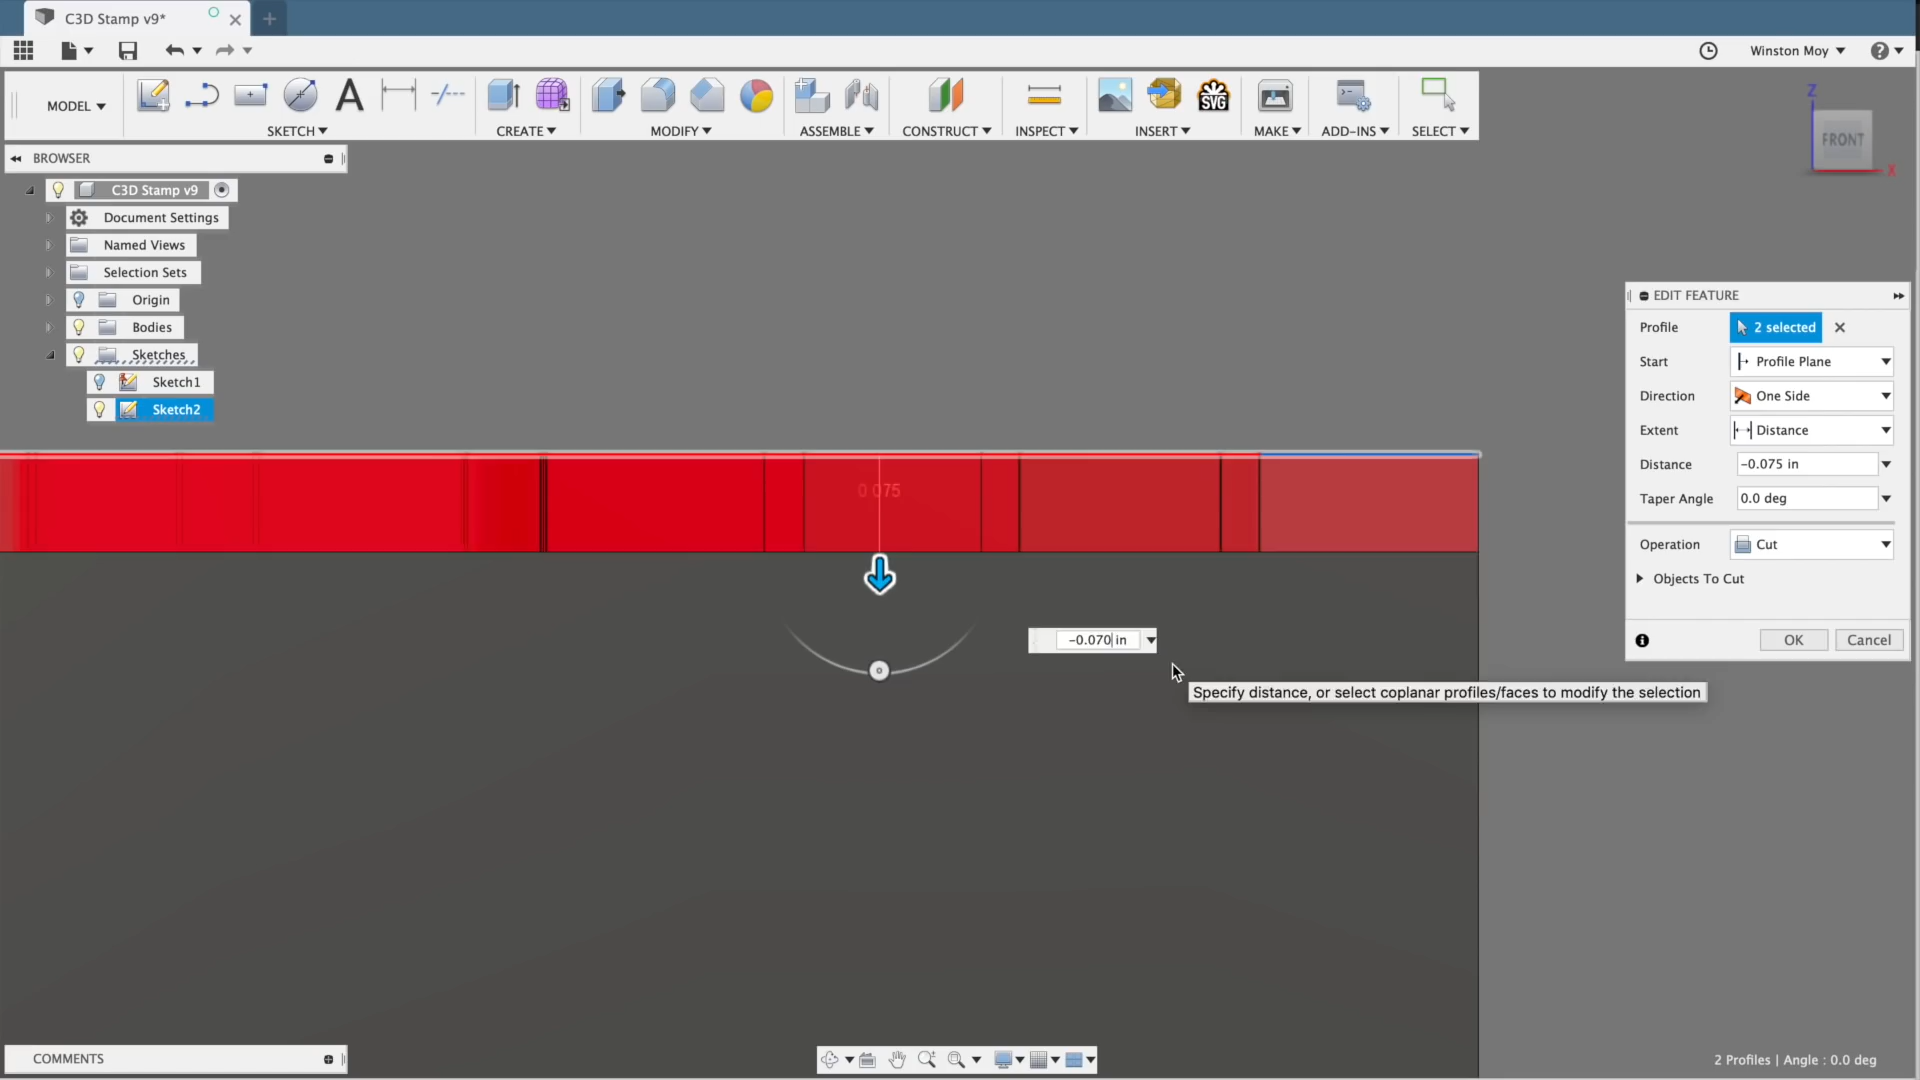 C3D Stamp v9*
Winston Moy
MODEL
SKETCH
CREATE
MODIFY
ASSEMBLE
CONSTRUCT
INSPECT
INSERT
MAKE
ADD-INS
SELECT
SVG
BROWSER
Z
FRONT
X
C3D Stamp v9
Document Settings
Named Views
Selection Sets
Origin
Bodies
Sketches
Sketch1
Sketch2
EDIT FEATURE
Profile 2 selected
Start Profile Plane
Direction One Side
Extent Distance
Distance -0.075 in
Taper Angle 0.0 deg
Operation Cut
Objects To Cut
OK Cancel
0.075
-0.070 in
Specify distance, or select coplanar profiles/faces to modify the selection
COMMENTS
2 Profiles | Angle : 0.0 deg